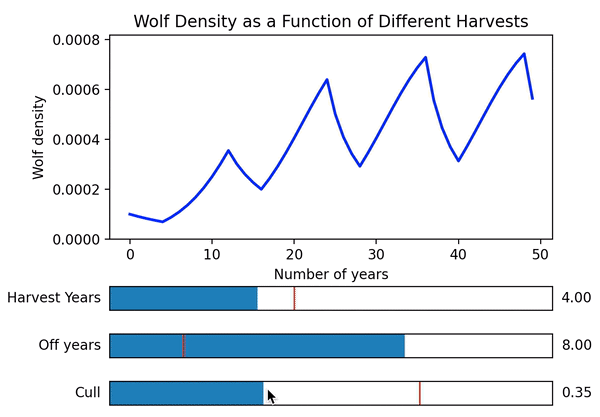 Wolf Density as a Function of Different Harvests
0.0008
0.0006
0.0004
0.0002
0.0000
Wolf density
0 10 20 30 40 50
Number of years
Harvest Years 4.00
Off years 8.00
Cull 0.35